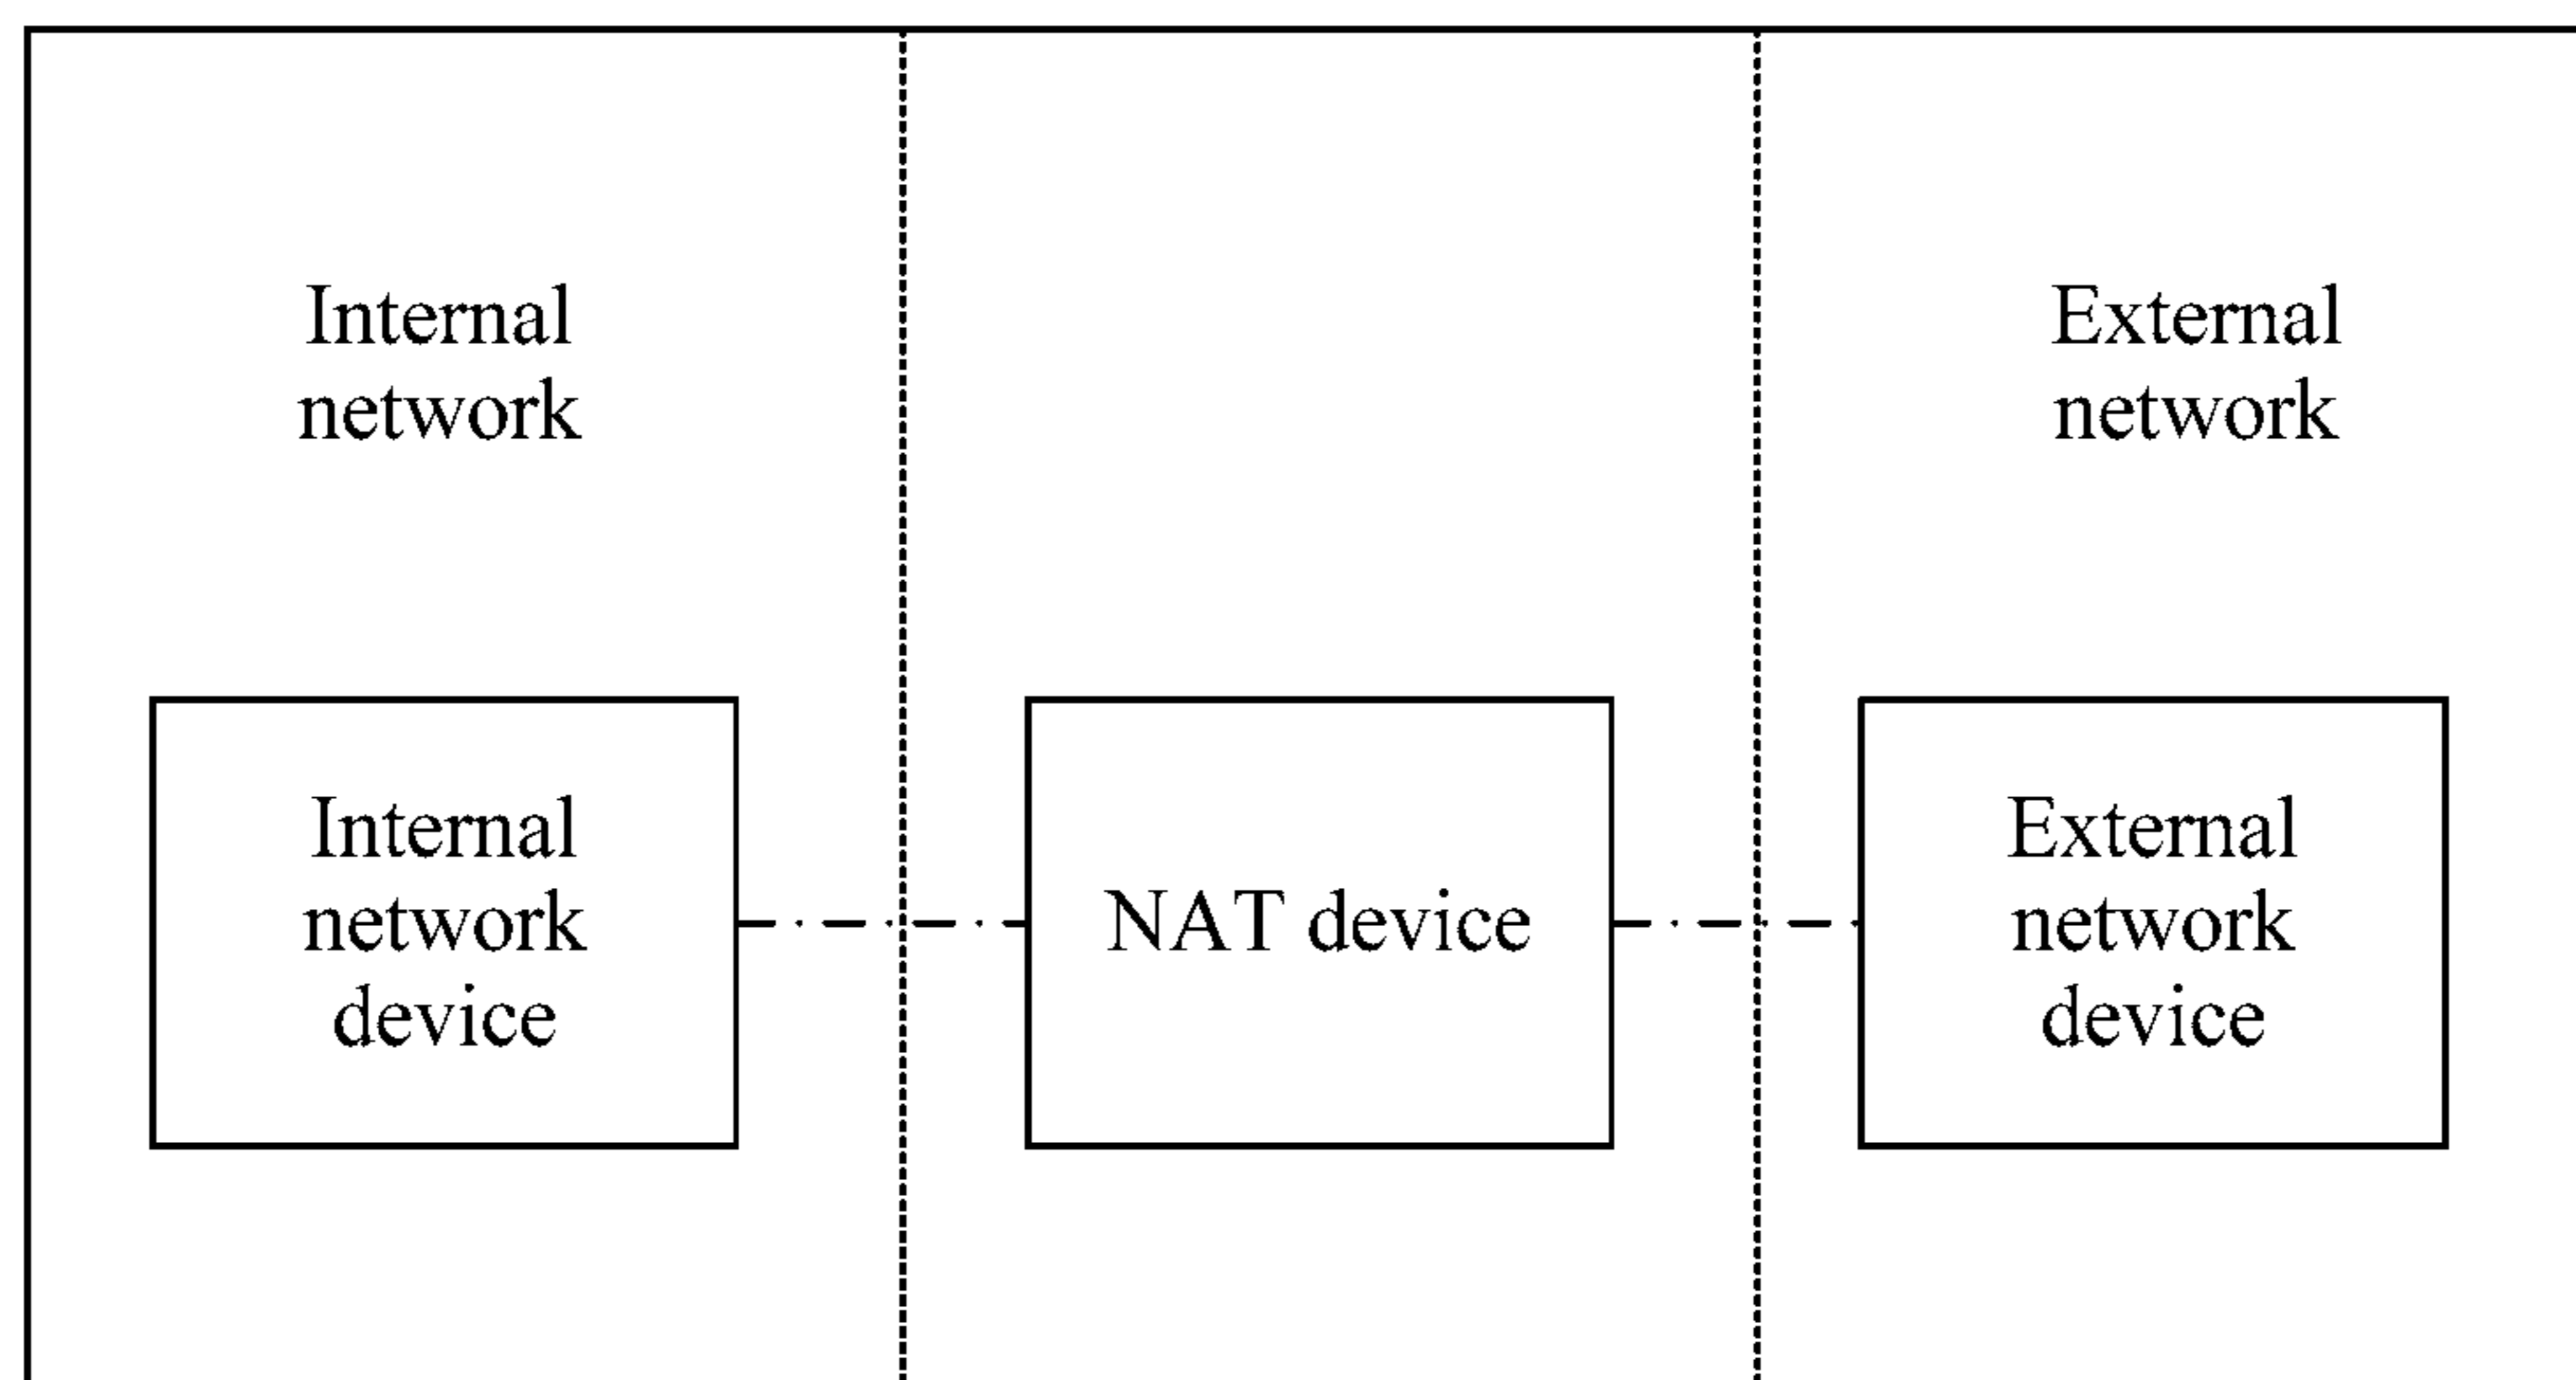 Internal
network
External
network
Internal
network
device
NAT device
External
network
device